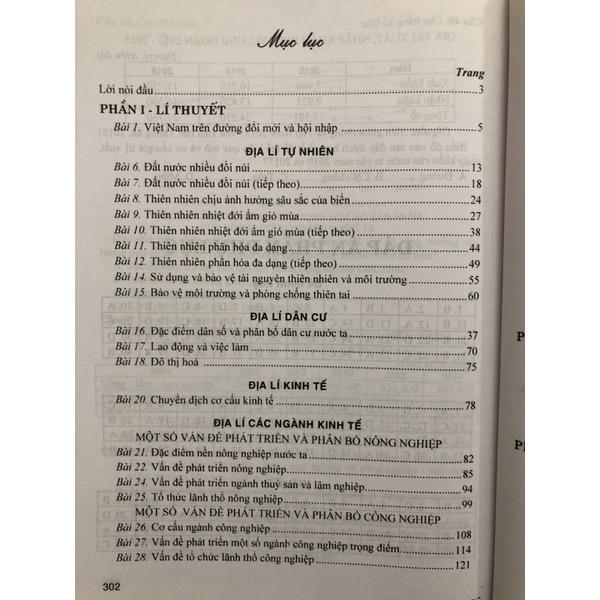 Mục lục
Trang
Lời nói đầu 3
PHẦN I - LÍ THUYẾT
Bài 1. Việt Nam trên đường đổi mới và hội nhập 5
ĐỊA LÍ TỰ NHIÊN
Bài 6. Đất nước nhiều đồi núi 13
Bài 7. Đất nước nhiều đồi núi (tiếp theo) 18
Bài 8. Thiên nhiên chịu ảnh hưởng sâu sắc của biển 24
Bài 9. Thiên nhiên nhiệt đới ẩm gió mùa 27
Bài 10. Thiên nhiên nhiệt đới ẩm gió mùa (tiếp theo) 38
Bài 11. Thiên nhiên phân hóa đa dạng 44
Bài 12. Thiên nhiên phân hóa đa dạng (tiếp theo) 49
Bài 14. Sử dụng và bảo vệ tài nguyên thiên nhiên và môi trường 55
Bài 15. Bảo vệ môi trường và phòng chống thiên tai 60
ĐỊA LÍ DÂN CƯ
Bài 16. Đặc điểm dân số và phân bố dân cư nước ta 37
Bài 17. Lao động và việc làm 70
Bài 18. Đô thị hoá 75
ĐỊA LÍ KINH TẾ
Bài 20. Chuyển dịch cơ cấu kinh tế 78
ĐỊA LÍ CÁC NGÀNH KINH TẾ
MỘT SỐ VẤN ĐỀ PHÁT TRIỂN VÀ PHÂN BỐ NÔNG NGHIỆP
Bài 21. Đặc điểm nền nông nghiệp nước ta 82
Bài 22. Vấn đề phát triển nông nghiệp 85
Bài 24. Vấn đề phát triển ngành thuỷ sản và lâm nghiệp 94
Bài 25. Tổ thức lãnh thổ nông nghiệp 99
MỘT SỐ VẤN ĐỀ PHÁT TRIỂN VÀ PHÂN BỐ CÔNG NGHIỆP
Bài 26. Cơ cấu ngành công nghiệp 108
Bài 27. Vấn đề phát triển một số ngành công nghiệp trọng điểm 114
Bài 28. Vấn đề tổ chức lãnh thổ công nghiệp 121
302